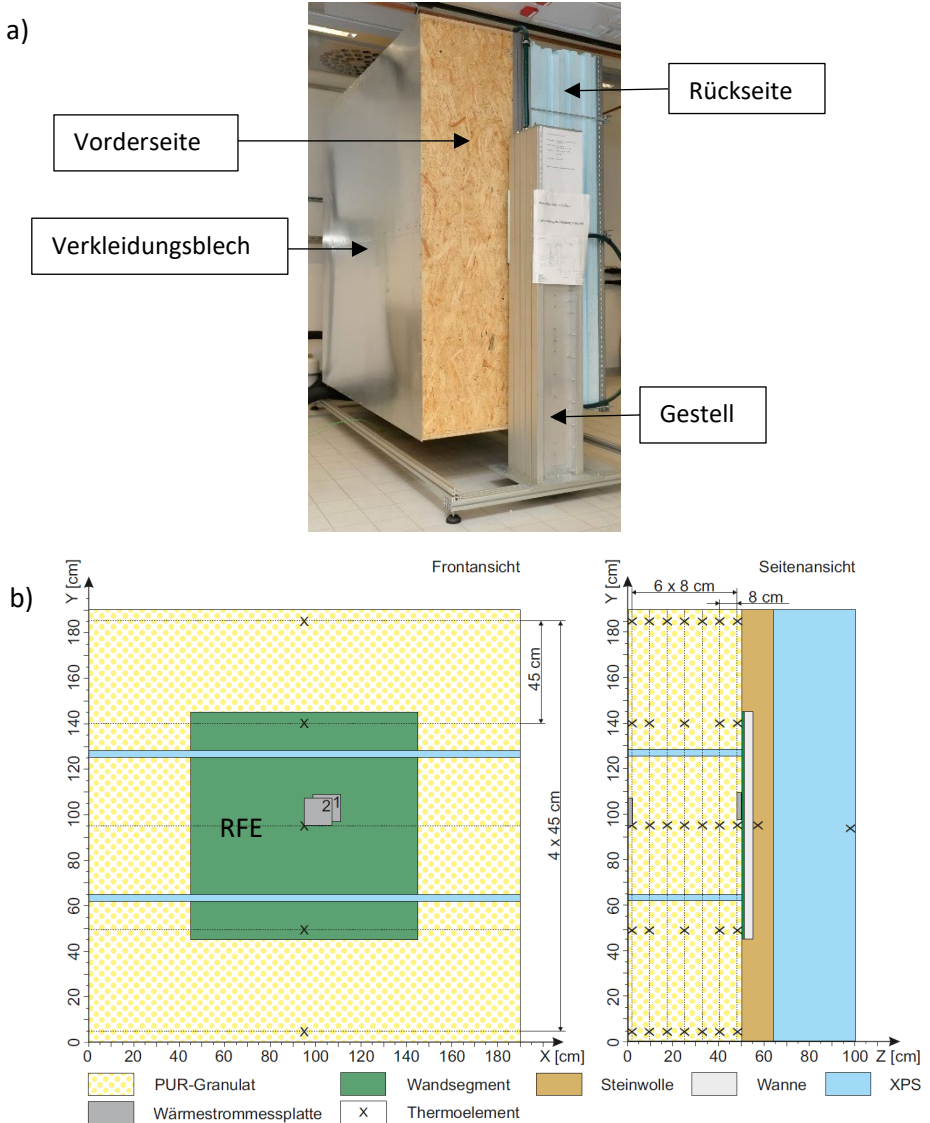 a)
Rückseite
Vorderseite
Verkleidungsblech
Gestell
b)
Y [cm]
Frontansicht
180
160
140
120
100
80
60
40
20
0
0 20 40 60 80 100 120 140 160 180 X [cm]
X
X
X
X
X
2 1
RFE
45 cm
4 x 45 cm
Y [cm]
Seitenansicht
6 x 8 cm
8 cm
180
160
140
120
100
80
60
40
20
0
0 20 40 60 80 100 Z [cm]
PUR-Granulat Wandsegment Steinwolle Wanne XPS
Wärmestrommessplatte X Thermoelement